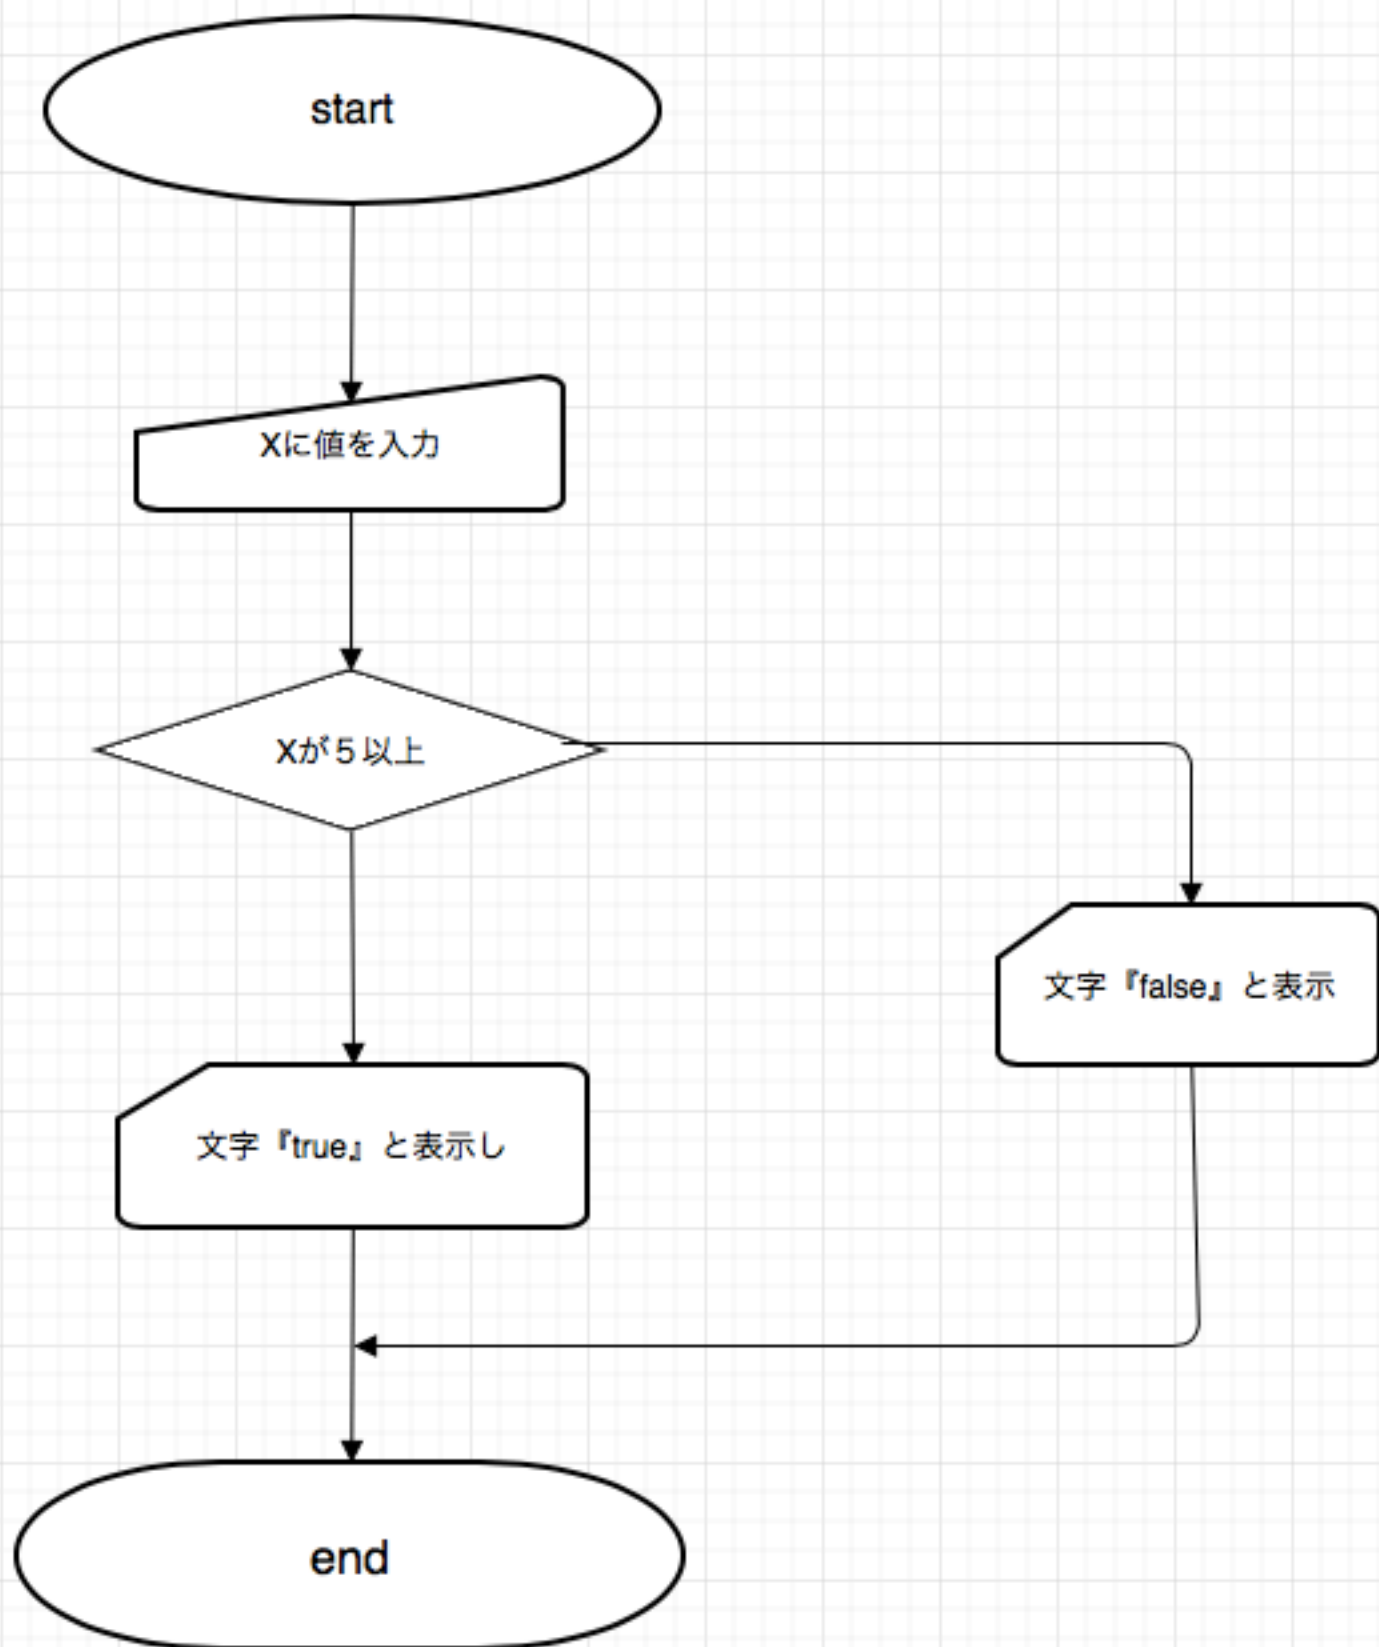 start
Xに値を入力
Xが５以上
文字『false』と表示
文字『true』と表示し
end